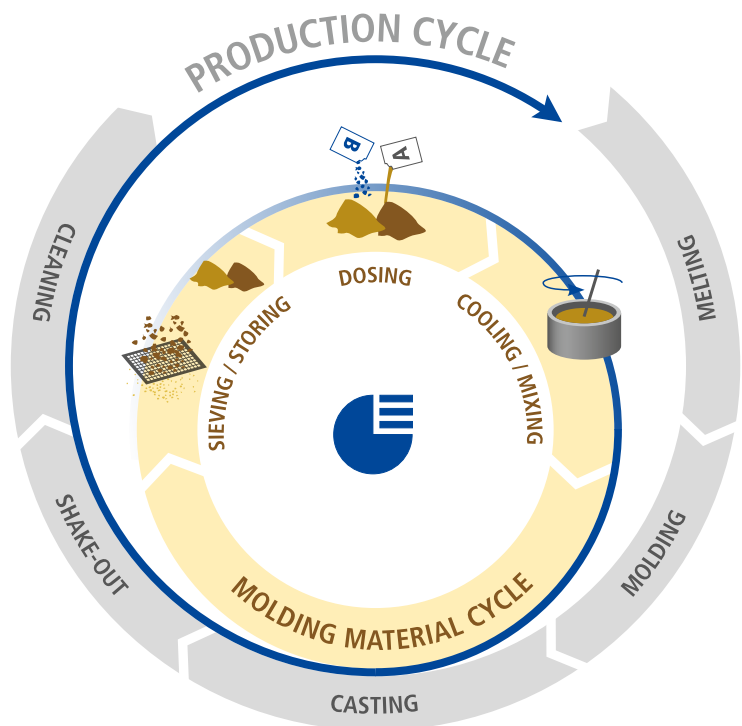 PRODUCTION CYCLE
B
A
CLEANING
MELTING
DOSING
SIEVING / STORING
COOLING / MIXING
SHAKE-OUT
MOLDING
MOLDING MATERIAL CYCLE
CASTING